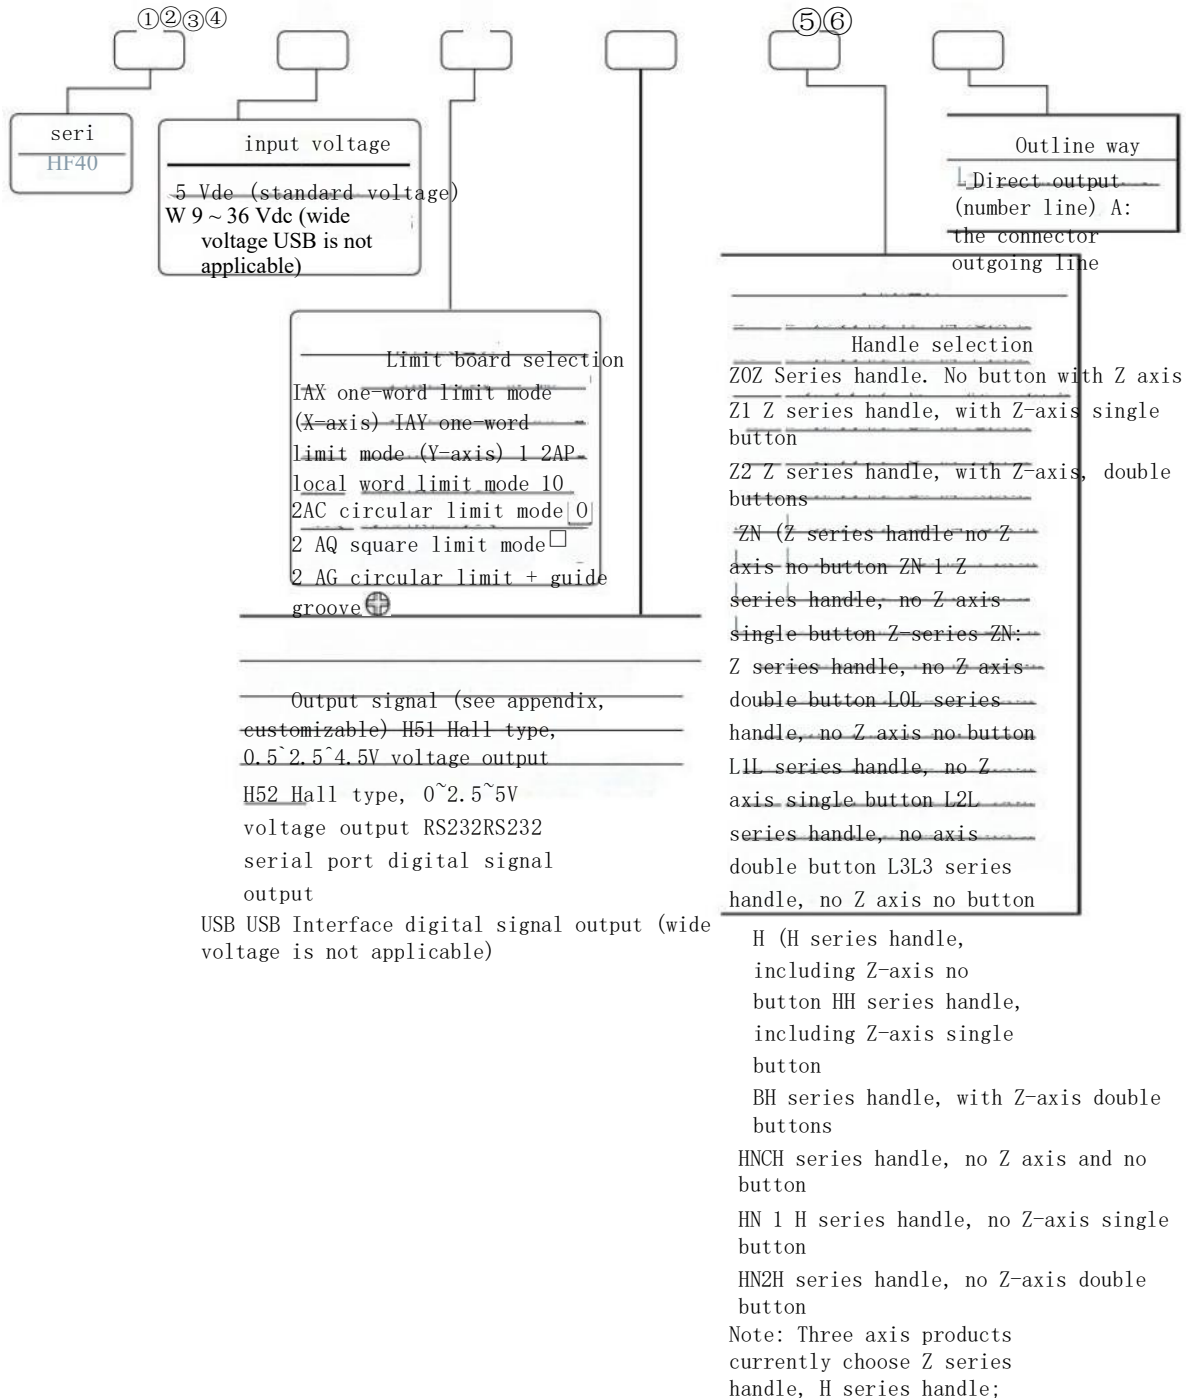 ①②③④
⑤⑥
seri
HF40
input voltage
5 Vde (standard voltage)
W 9 ~ 36 Vdc (wide
voltage USB is not
applicable)
Limit board selection
IAX one-word limit mode
(X-axis) IAY one-word
limit mode (Y-axis) 1 2AP
local word limit mode 10
2AC circular limit mode O
2 AQ square limit mode□
2 AG circular limit + guide
groove
Output signal (see appendix,
customizable) H51 Hall type,
0.5~2.5~4.5V voltage output
H52 Hall type, 0~2.5~5V
voltage output RS232RS232
serial port digital signal
output
USB USB Interface digital signal output (wide
voltage is not applicable)
Outline way
L Direct output
(number line) A:
the connector
outgoing line
Handle selection
Z0Z Series handle. No button with Z axis
Z1 Z series handle, with Z-axis single
button
Z2 Z series handle, with Z-axis, double
buttons
ZN (Z series handle no Z
axis no button ZN 1 Z
series handle, no Z axis
single button Z-series ZN:
Z series handle, no Z axis
double button L0L series
handle, no Z axis no button
L1L series handle, no Z
axis single button L2L
series handle, no axis
double button L3L3 series
handle, no Z axis no button
H (H series handle,
including Z-axis no
button HH series handle,
including Z-axis single
button
BH series handle, with Z-axis double
buttons
HNCH series handle, no Z axis and no
button
HN 1 H series handle, no Z-axis single
button
HN2H series handle, no Z-axis double
button
Note: Three axis products
currently choose Z series
handle, H series handle;